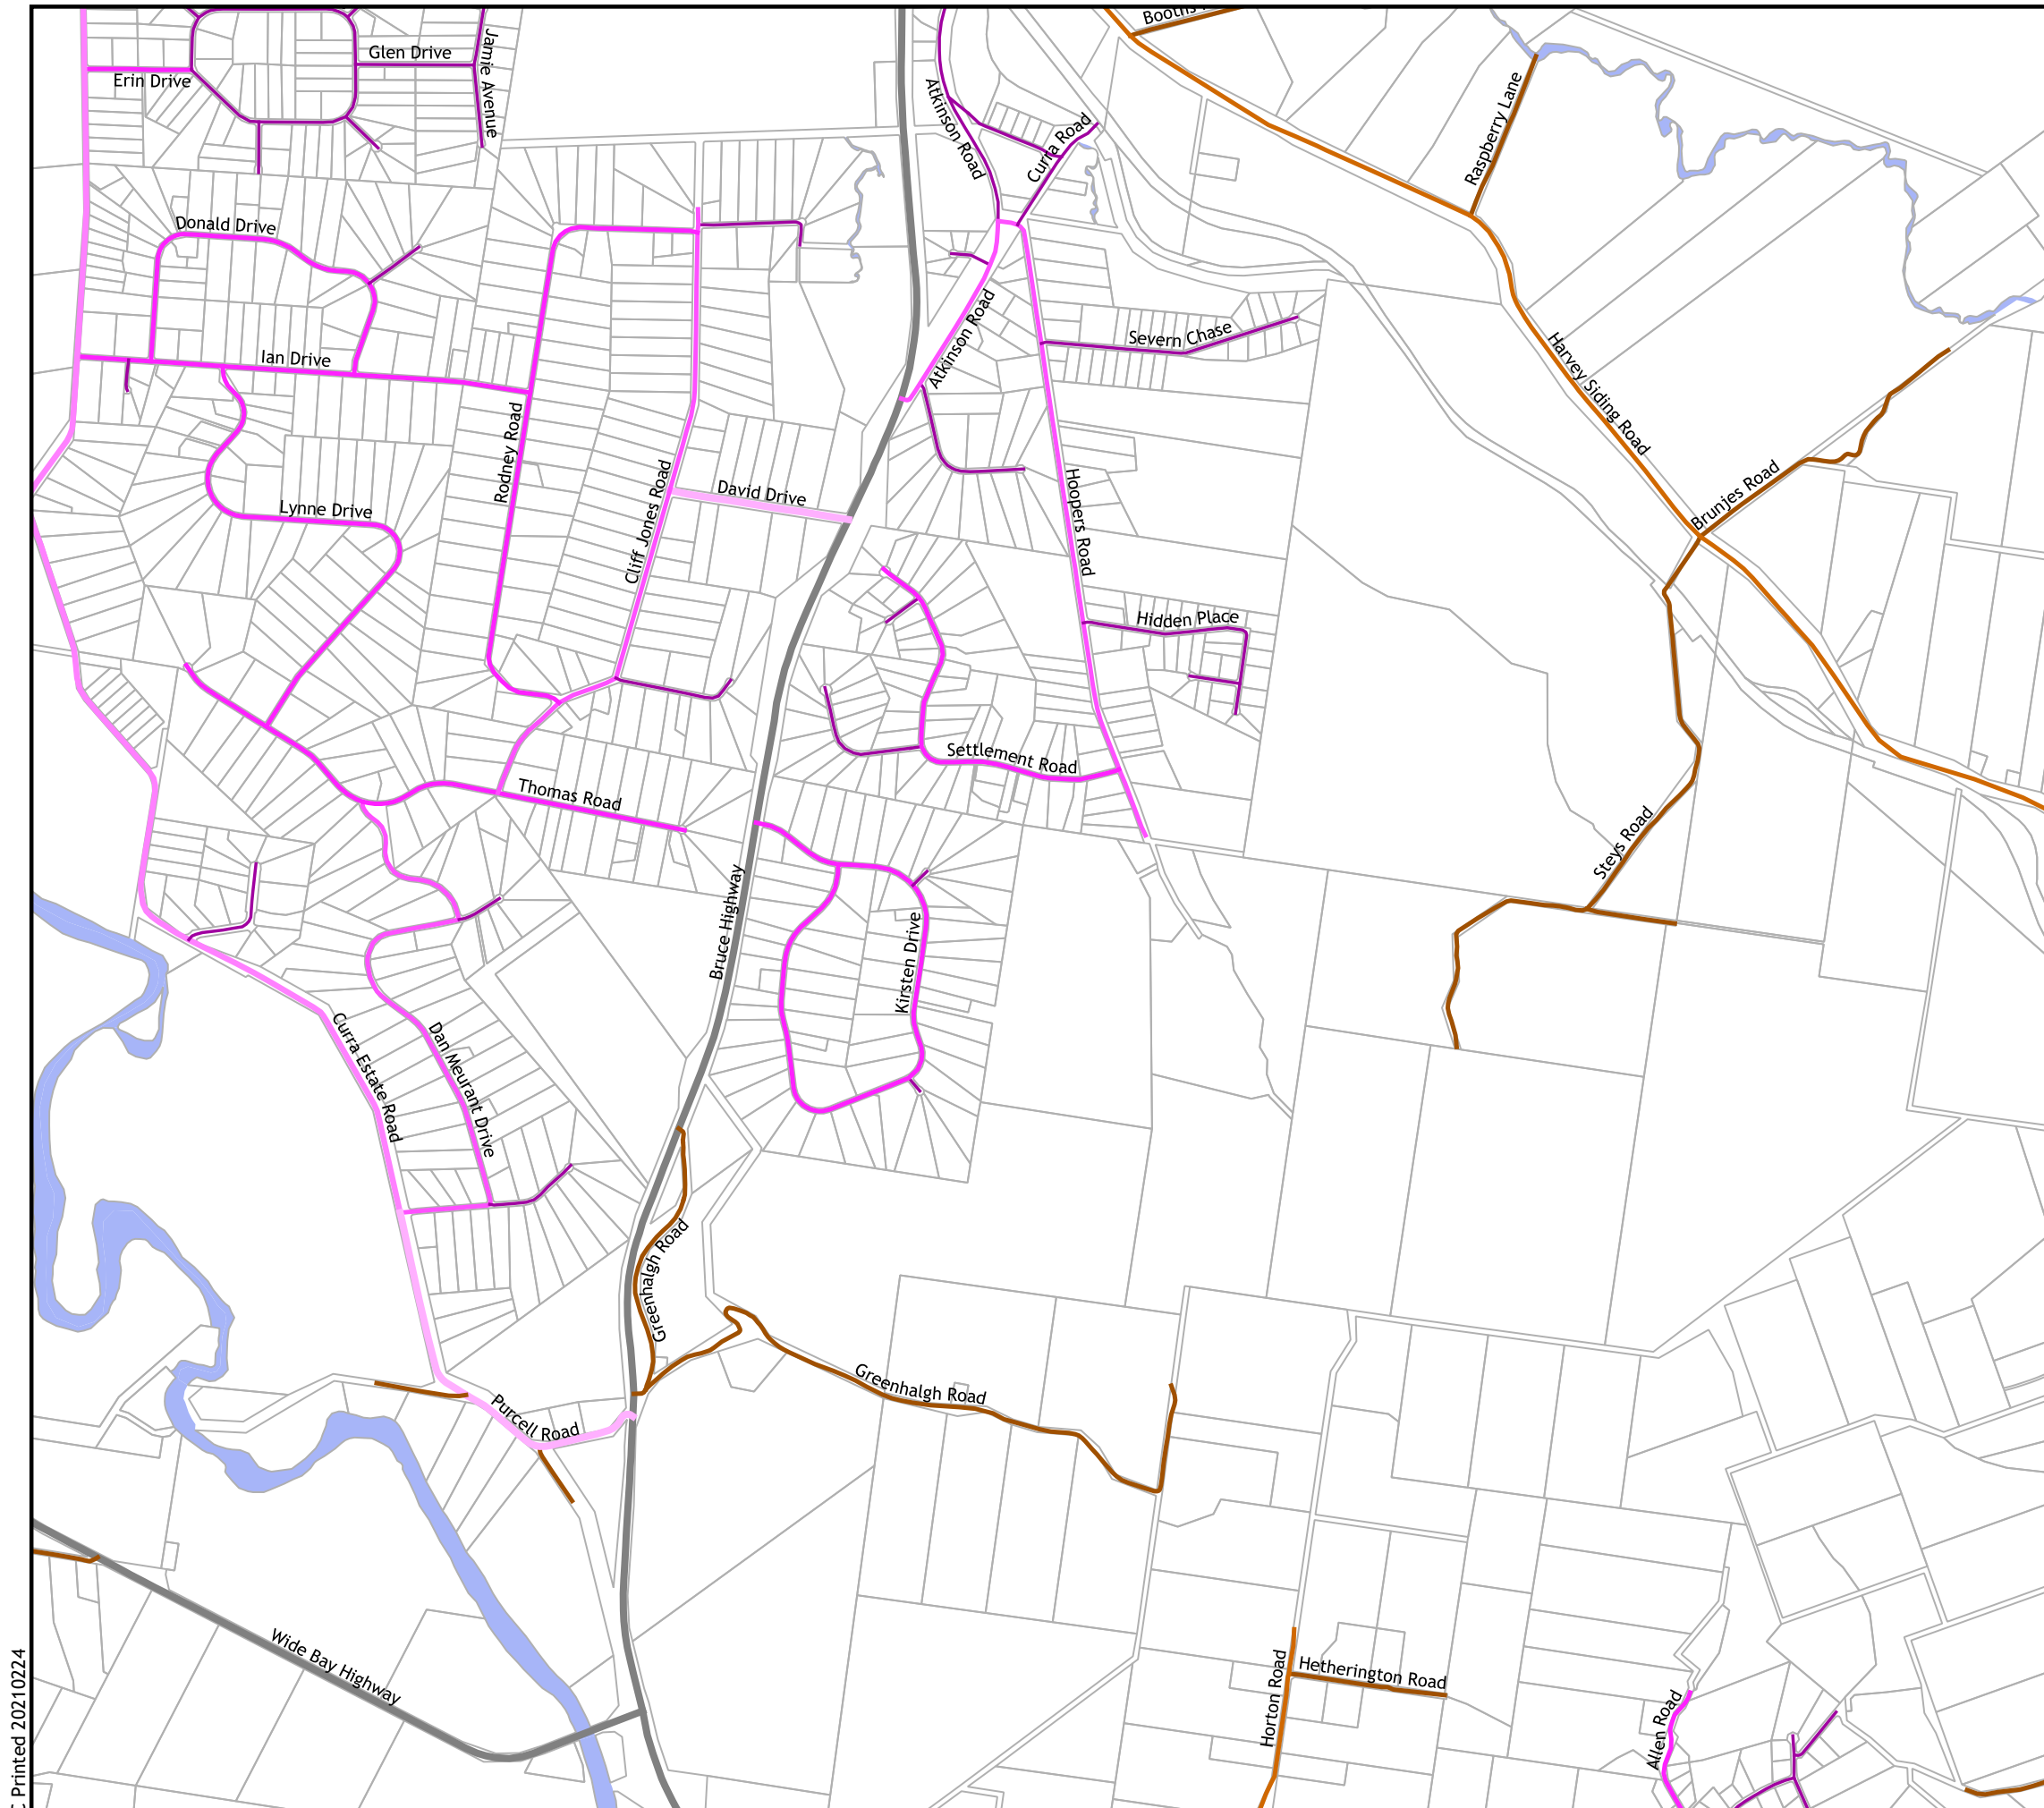 Booths
Glen Drive
Jamie Avenue
Erin Drive
Atkinson Road
Curra Road
Raspberry Lane
Donald Drive
Ian Drive
Atkinson Road
Severn Chase
Harvey Siding Road
Rodney Road
Cliff Jones Road
David Drive
Hoopers Road
Brunjes Road
Lynne Drive
Hidden Place
Settlement Road
Thomas Road
Steys Road
Bruce Highway
Kirsten Drive
Curra Estate Road
Dan Meurant Drive
Greenhalgh Road
Greenhalgh Road
Purcell Road
Wide Bay Highway
Horton Road
Hetherington Road
Allen Road
C Printed 20210224